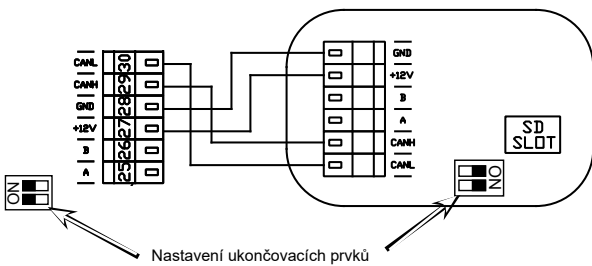 CANL 30
CANH 29
GND 28
+12V 27
B 26
A 25
GND
+12V
B
A
CANH
CANL
SD
SLOT
ON
ON
Nastavení ukončovacích prvků